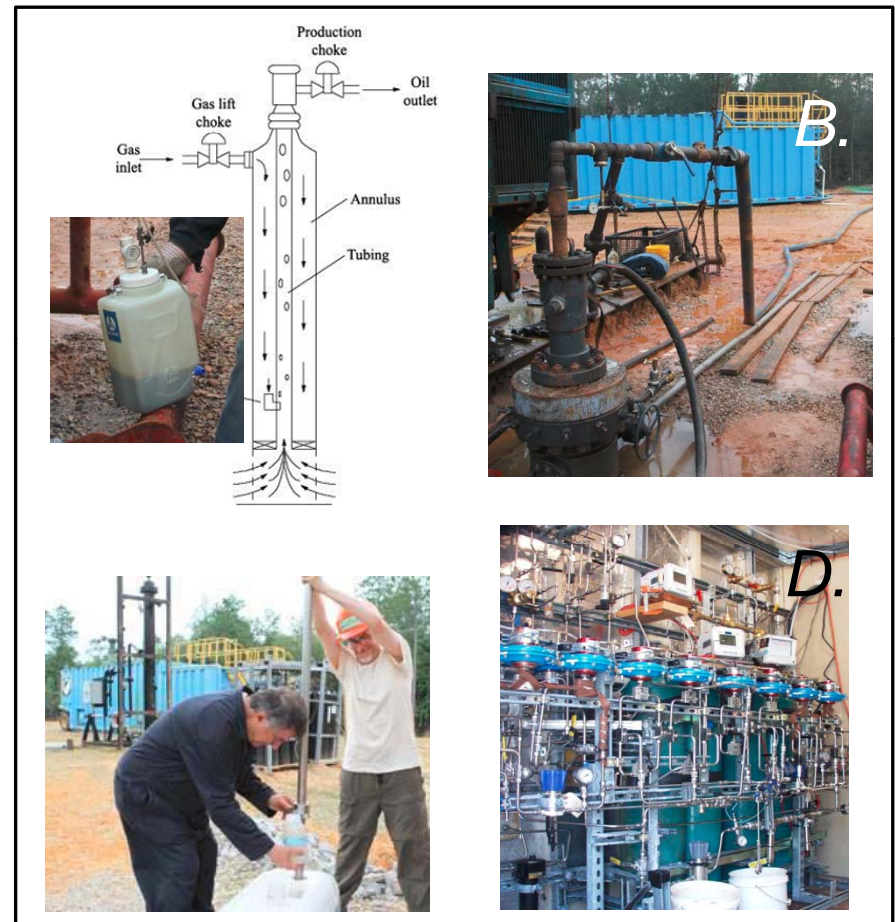 Production
choke
Oil
outlet
Gas lift
choke
Gas
inlet
Annulus
Tubing
B.
D.